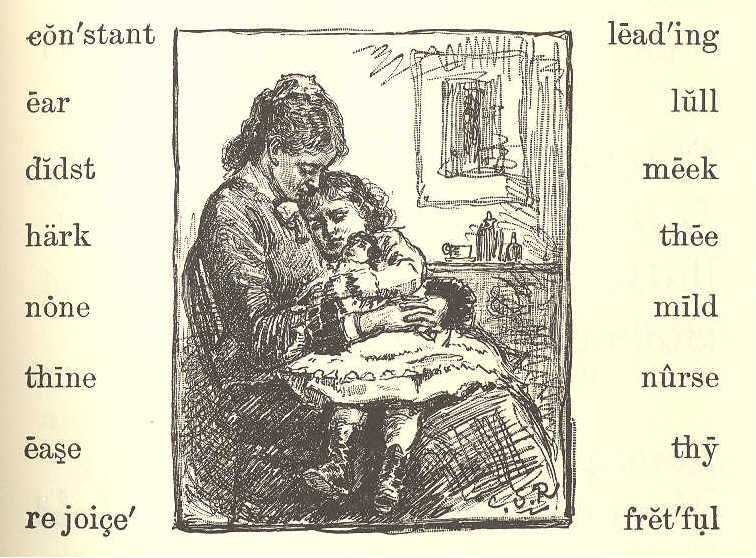 cŏn′stant
ēar
dĭdst
härk
nȯne
thīne
ēaşe
re joiçe′
lēad′ing
lŭll
mēek
thēe
mīld
nûrse
thȳ
frĕt′fụl